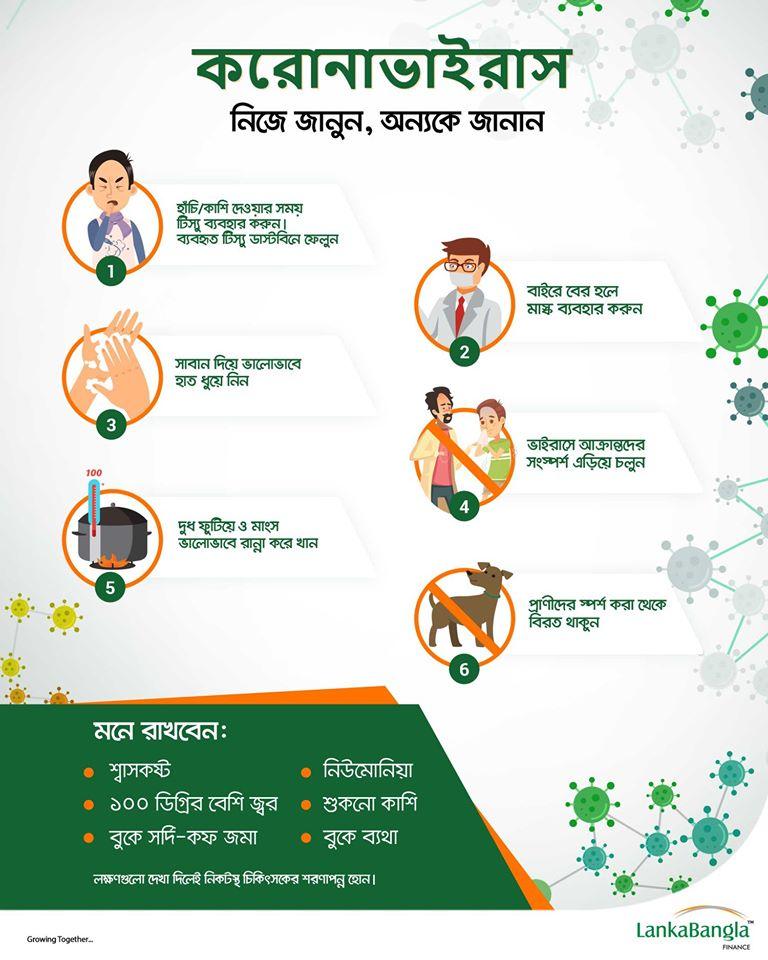 করোনাভাইরাস
নিজে জানুন, অন্যকে জানান
হাঁচি/কাশি দেওয়ার সময়
টিস্যু ব্যবহার করুন।
ব্যবহৃত টিস্যু ডাস্টবিনে ফেলুন
1
বাইরে বের হলে
মাস্ক ব্যবহার করুন
2
সাবান দিয়ে ভালোভাবে
হাত ধুয়ে নিন
3
ভাইরাসে আক্রান্তদের
সংস্পর্শ এড়িয়ে চলুন
4
100
দুধ ফুটিয়ে ও মাংস
ভালোভাবে রান্না করে খান
5
প্রাণীদের স্পর্শ করা থেকে
বিরত থাকুন
6
মনে রাখবেন:
শ্বাসকষ্ট
নিউমোনিয়া
১০০ ডিগ্রির বেশি জ্বর
শুকনো কাশি
বুকে সর্দি-কফ জমা
বুকে ব্যথা
লক্ষণগুলো দেখা দিলেই নিকটস্থ চিকিৎসকের শরণাপন্ন হোন।
Growing Together...
LankaBangla™
FINANCE